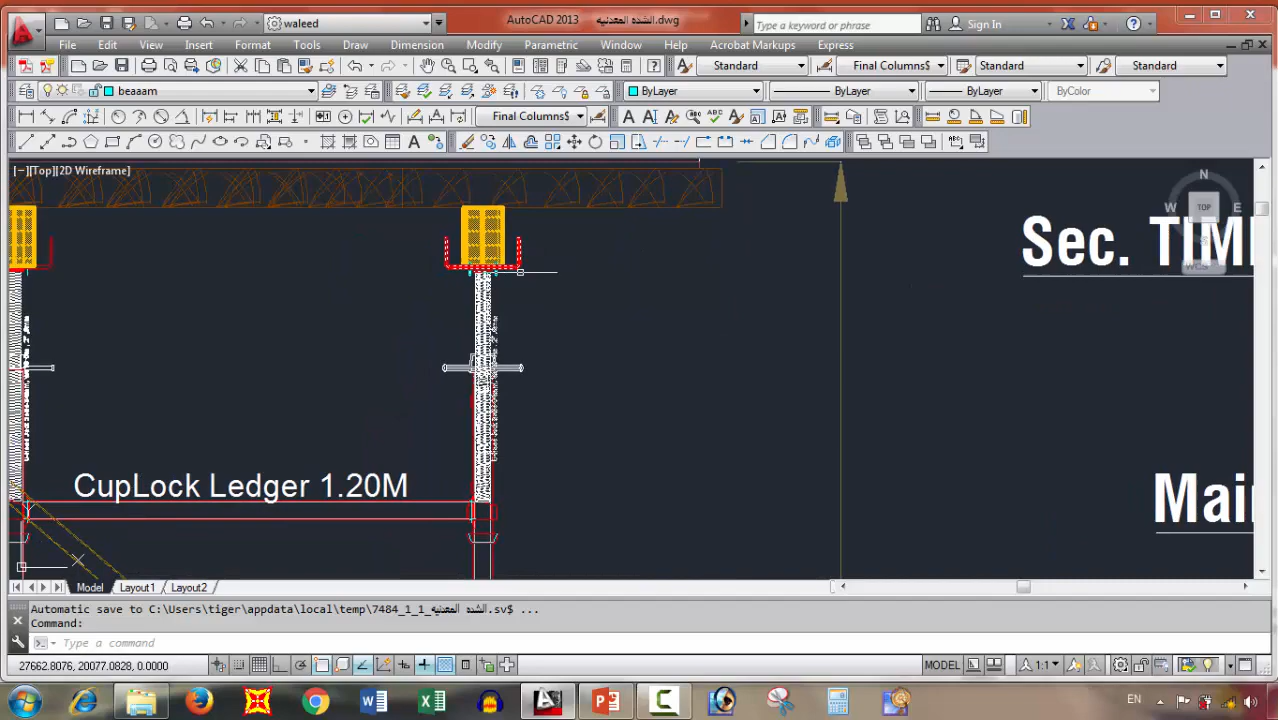 waleed
AutoCAD 2013 الشده المعدنيه.dwg
Type a keyword or phrase
Sign In
File Edit View Insert Format Tools Draw Dimension Modify Parametric Window Help Acrobat Markups Express
Standard Final Columns$ Standard Standard
beaaam ByLayer ByLayer ByLayer ByColor
Final Columns$
[−][Top][2D Wireframe]
N
W TOP E
S
WCS
Sec. TIM
CupLock Ledger 1.20M
Mai
Model Layout1 Layout2
Automatic save to C:\Users\tiger\appdata\local\temp\الشده المعدنيه_1_1_7484.sv$ ...
Command:
Type a command
27662.8076, 20077.0828, 0.0000
MODEL 1:1
EN